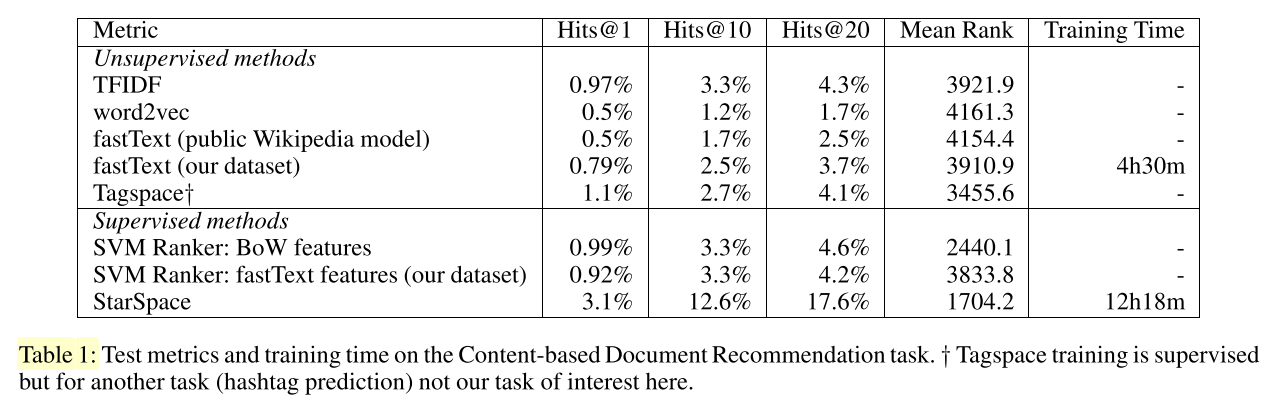 Metric Hits@1 Hits@10 Hits@20 Mean Rank Training Time
Unsupervised methods
TFIDF 0.97% 3.3% 4.3% 3921.9 -
word2vec 0.5% 1.2% 1.7% 4161.3 -
fastText (public Wikipedia model) 0.5% 1.7% 2.5% 4154.4 -
fastText (our dataset) 0.79% 2.5% 3.7% 3910.9 4h30m
Tagspace† 1.1% 2.7% 4.1% 3455.6 -
Supervised methods
SVM Ranker: BoW features 0.99% 3.3% 4.6% 2440.1 -
SVM Ranker: fastText features (our dataset) 0.92% 3.3% 4.2% 3833.8 -
StarSpace 3.1% 12.6% 17.6% 1704.2 12h18m
Table 1: Test metrics and training time on the Content-based Document Recommendation task. † Tagspace training is supervised
but for another task (hashtag prediction) not our task of interest here.